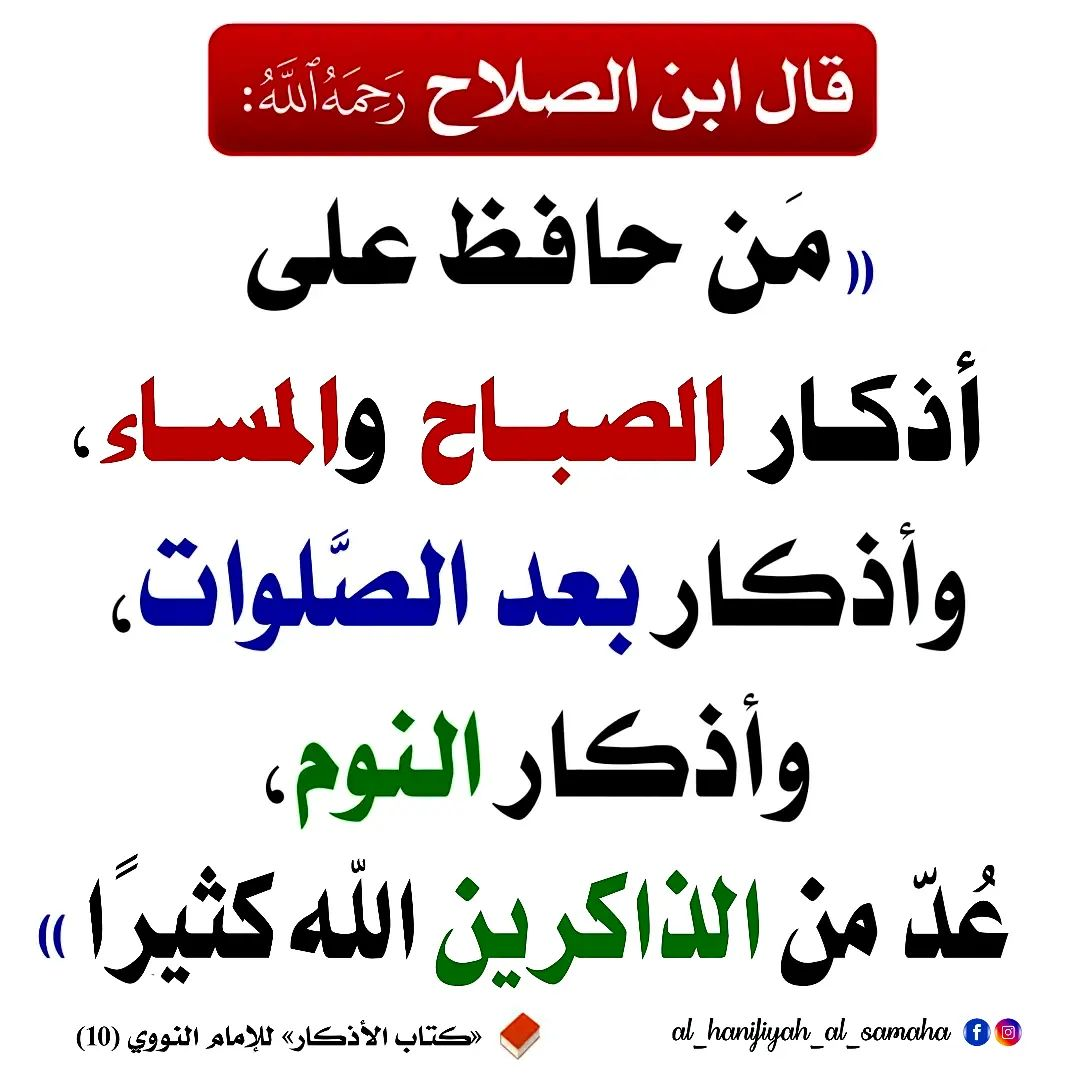 قال ابن الصلاح رَحِمَهُ ٱللَّهُ:
(( مَن حافظ على
أذكار الصباح والمساء،
وأذكار بعد الصَّلوات،
وأذكار النوم،
عُدّ من الذاكرين الله كثيرًا ))
«كتاب الأذكار» للإمام النووي (10)
al_hanifiyah_al_samaha